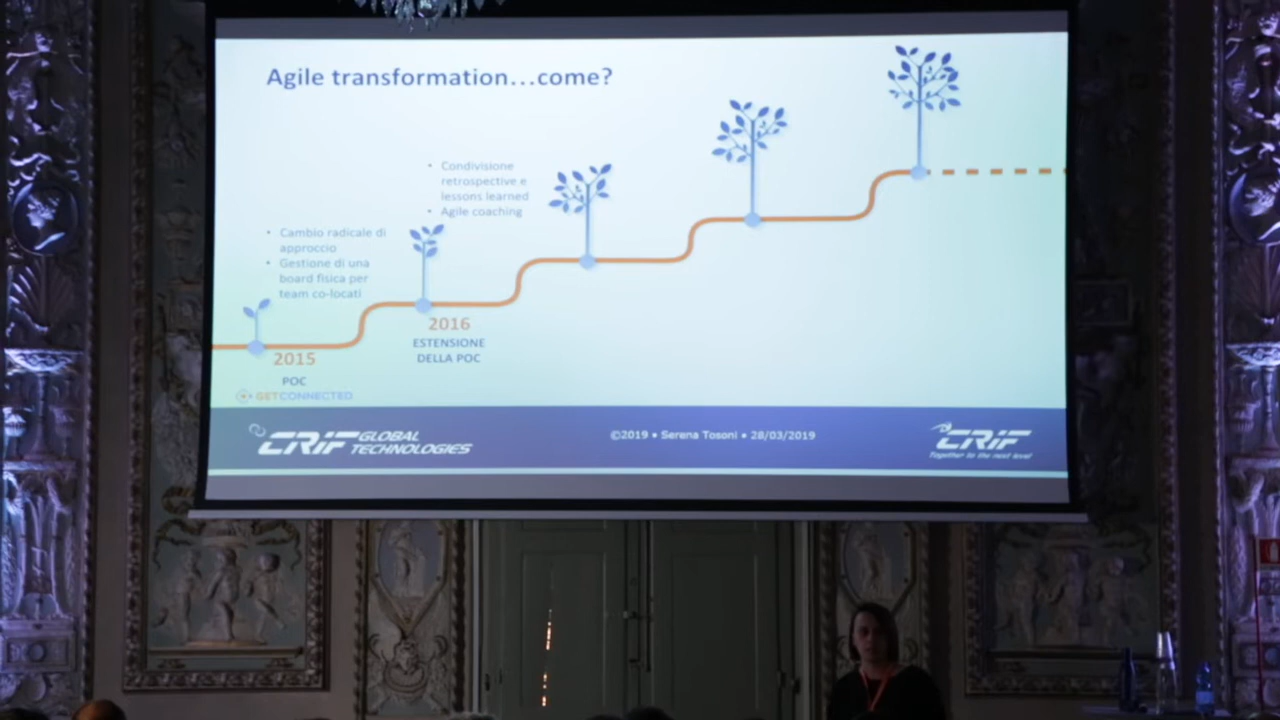 Agile transformation...come?
• Condivisione
retrospective e
lessons learned
• Agile coaching
• Cambio radicale di
approccio
• Gestione di una
board fisica per
team co-locati
2015
POC
GETCONNECTED
2016
ESTENSIONE
DELLA POC
CRIF GLOBAL
TECHNOLOGIES
©2019 • Serena Tosoni • 28/03/2019
CRIF
Together to the next level